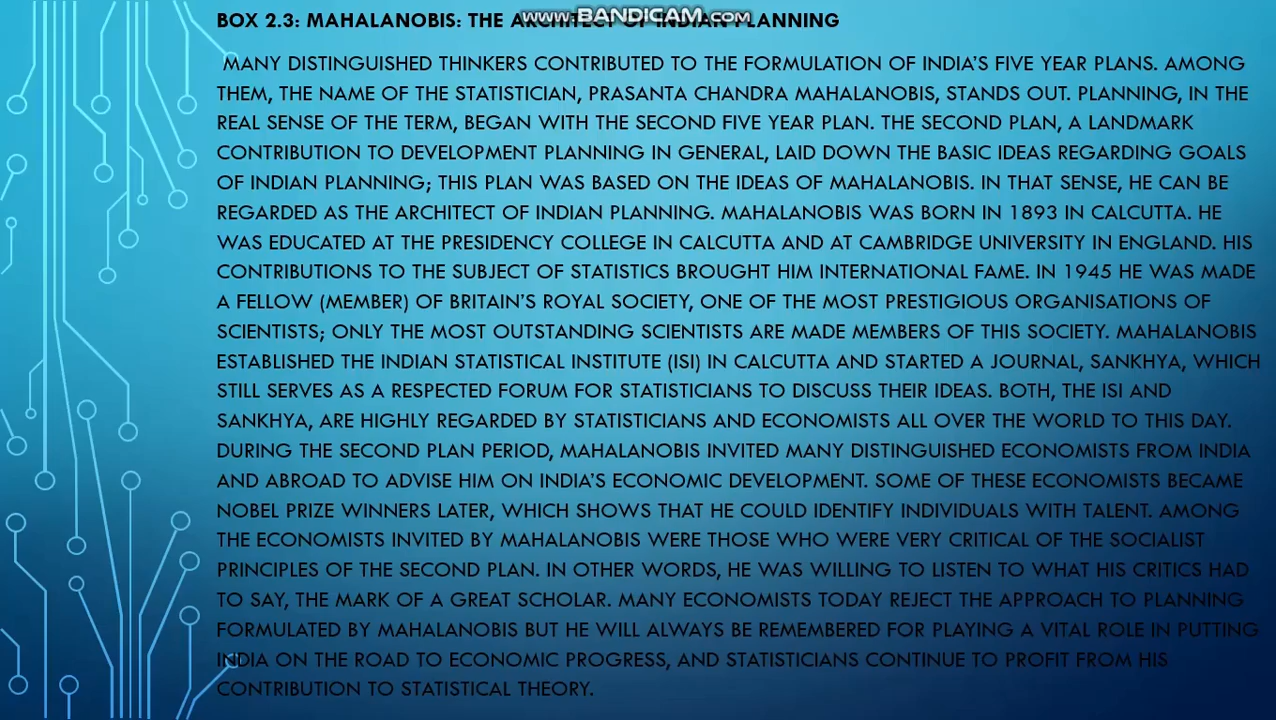 www.BANDICAM.com
BOX 2.3: MAHALANOBIS: THE ARCHITECT OF INDIAN PLANNING
MANY DISTINGUISHED THINKERS CONTRIBUTED TO THE FORMULATION OF INDIA'S FIVE YEAR PLANS. AMONG
THEM, THE NAME OF THE STATISTICIAN, PRASANTA CHANDRA MAHALANOBIS, STANDS OUT. PLANNING, IN THE
REAL SENSE OF THE TERM, BEGAN WITH THE SECOND FIVE YEAR PLAN. THE SECOND PLAN, A LANDMARK
CONTRIBUTION TO DEVELOPMENT PLANNING IN GENERAL, LAID DOWN THE BASIC IDEAS REGARDING GOALS
OF INDIAN PLANNING; THIS PLAN WAS BASED ON THE IDEAS OF MAHALANOBIS. IN THAT SENSE, HE CAN BE
REGARDED AS THE ARCHITECT OF INDIAN PLANNING. MAHALANOBIS WAS BORN IN 1893 IN CALCUTTA. HE
WAS EDUCATED AT THE PRESIDENCY COLLEGE IN CALCUTTA AND AT CAMBRIDGE UNIVERSITY IN ENGLAND. HIS
CONTRIBUTIONS TO THE SUBJECT OF STATISTICS BROUGHT HIM INTERNATIONAL FAME. IN 1945 HE WAS MADE
A FELLOW (MEMBER) OF BRITAIN'S ROYAL SOCIETY, ONE OF THE MOST PRESTIGIOUS ORGANISATIONS OF
SCIENTISTS; ONLY THE MOST OUTSTANDING SCIENTISTS ARE MADE MEMBERS OF THIS SOCIETY. MAHALANOBIS
ESTABLISHED THE INDIAN STATISTICAL INSTITUTE (ISI) IN CALCUTTA AND STARTED A JOURNAL, SANKHYA, WHICH
STILL SERVES AS A RESPECTED FORUM FOR STATISTICIANS TO DISCUSS THEIR IDEAS. BOTH, THE ISI AND
SANKHYA, ARE HIGHLY REGARDED BY STATISTICIANS AND ECONOMISTS ALL OVER THE WORLD TO THIS DAY.
DURING THE SECOND PLAN PERIOD, MAHALANOBIS INVITED MANY DISTINGUISHED ECONOMISTS FROM INDIA
AND ABROAD TO ADVISE HIM ON INDIA'S ECONOMIC DEVELOPMENT. SOME OF THESE ECONOMISTS BECAME
NOBEL PRIZE WINNERS LATER, WHICH SHOWS THAT HE COULD IDENTIFY INDIVIDUALS WITH TALENT. AMONG
THE ECONOMISTS INVITED BY MAHALANOBIS WERE THOSE WHO WERE VERY CRITICAL OF THE SOCIALIST
PRINCIPLES OF THE SECOND PLAN. IN OTHER WORDS, HE WAS WILLING TO LISTEN TO WHAT HIS CRITICS HAD
TO SAY, THE MARK OF A GREAT SCHOLAR. MANY ECONOMISTS TODAY REJECT THE APPROACH TO PLANNING
FORMULATED BY MAHALANOBIS BUT HE WILL ALWAYS BE REMEMBERED FOR PLAYING A VITAL ROLE IN PUTTING
INDIA ON THE ROAD TO ECONOMIC PROGRESS, AND STATISTICIANS CONTINUE TO PROFIT FROM HIS
CONTRIBUTION TO STATISTICAL THEORY.